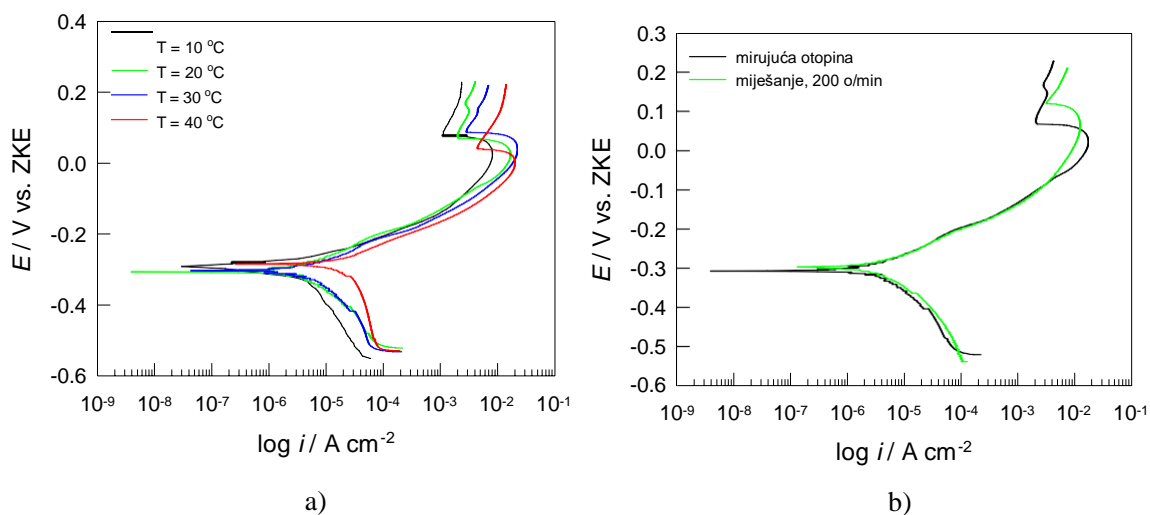 0.4
0.2
0.0
-0.2
-0.4
-0.6
E / V vs. ZKE
T = 10 °C
T = 20 °C
T = 30 °C
T = 40 °C
10-9 10-8 10-7 10-6 10-5 10-4 10-3 10-2 10-1
log i / A cm-2
a)
0.3
0.2
0.1
0.0
-0.1
-0.2
-0.3
-0.4
-0.5
-0.6
E / V vs. ZKE
mirujuća otopina
miješanje, 200 o/min
10-9 10-8 10-7 10-6 10-5 10-4 10-3 10-2 10-1
log i / A cm-2
b)